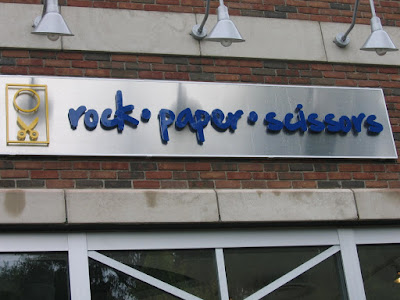 rock • paper • scissors